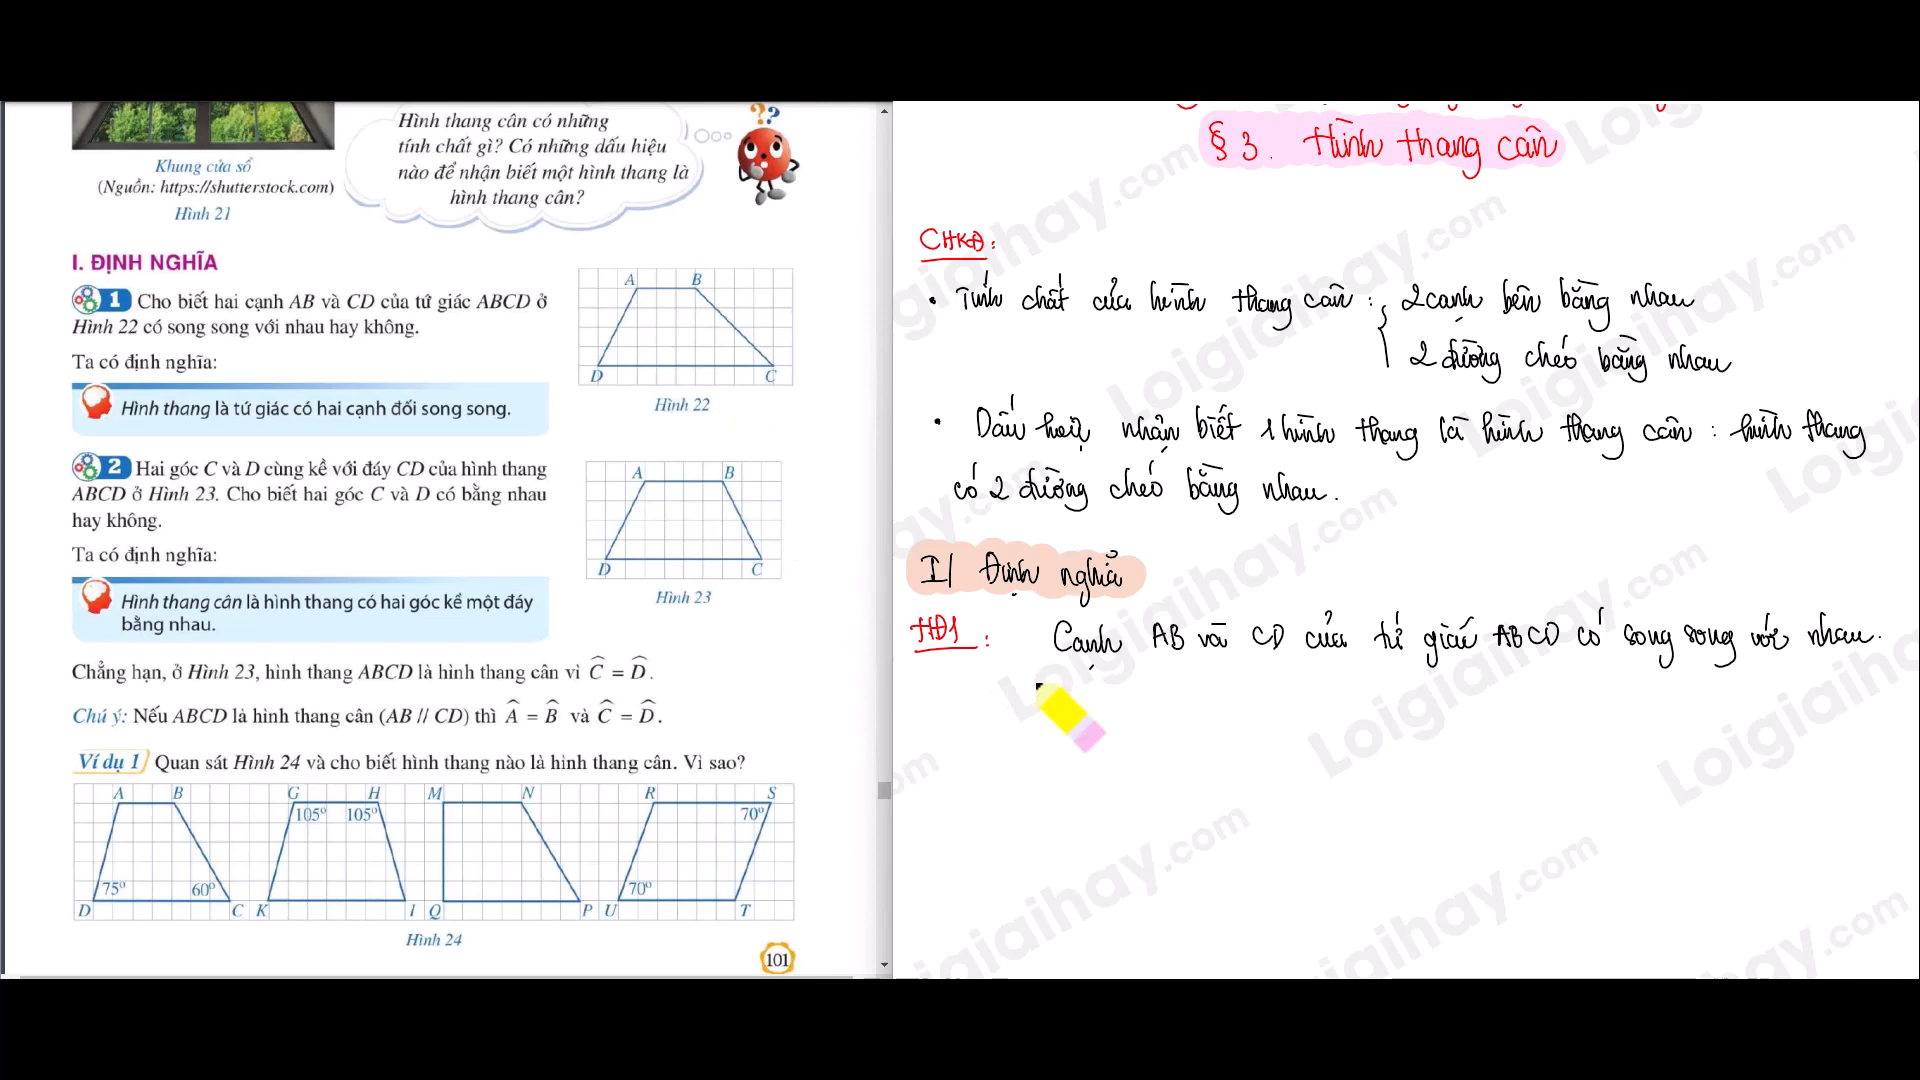 Khung cửa sổ
(Nguồn: https://shutterstock.com)
Hình 21
Hình thang cân có những
tính chất gì? Có những dấu hiệu
nào để nhận biết một hình thang là
hình thang cân?
??
I. ĐỊNH NGHĨA
1 Cho biết hai cạnh AB và CD của tứ giác ABCD ở
Hình 22 có song song với nhau hay không.
Ta có định nghĩa:
Hình thang là tứ giác có hai cạnh đối song song.
A B
D C
Hình 22
2 Hai góc C và D cùng kề với đáy CD của hình thang
ABCD ở Hình 23. Cho biết hai góc C và D có bằng nhau
hay không.
Ta có định nghĩa:
Hình thang cân là hình thang có hai góc kề một đáy
bằng nhau.
A B
D C
Hình 23
Chẳng hạn, ở Hình 23, hình thang ABCD là hình thang cân vì Ĉ = D̂.
Chú ý: Nếu ABCD là hình thang cân (AB // CD) thì Â = B̂ và Ĉ = D̂.
Ví dụ 1 Quan sát Hình 24 và cho biết hình thang nào là hình thang cân. Vì sao?
A B G H M N R S
105° 105° 70°
75° 60° 70°
D C K I Q P U T
Hình 24
101
§ 3. Hình thang cân
CHKĐ:
• Tính chất của hình thang cân : 2 cạnh bên bằng nhau
2 đường chéo bằng nhau
• Dấu hiệu nhận biết 1 hình thang là hình thang cân : hình thang
có 2 đường chéo bằng nhau.
I/ Định nghĩa
HĐ1 : Cạnh AB và CD của tứ giác ABCD có song song với nhau.
Loigiaihay.com